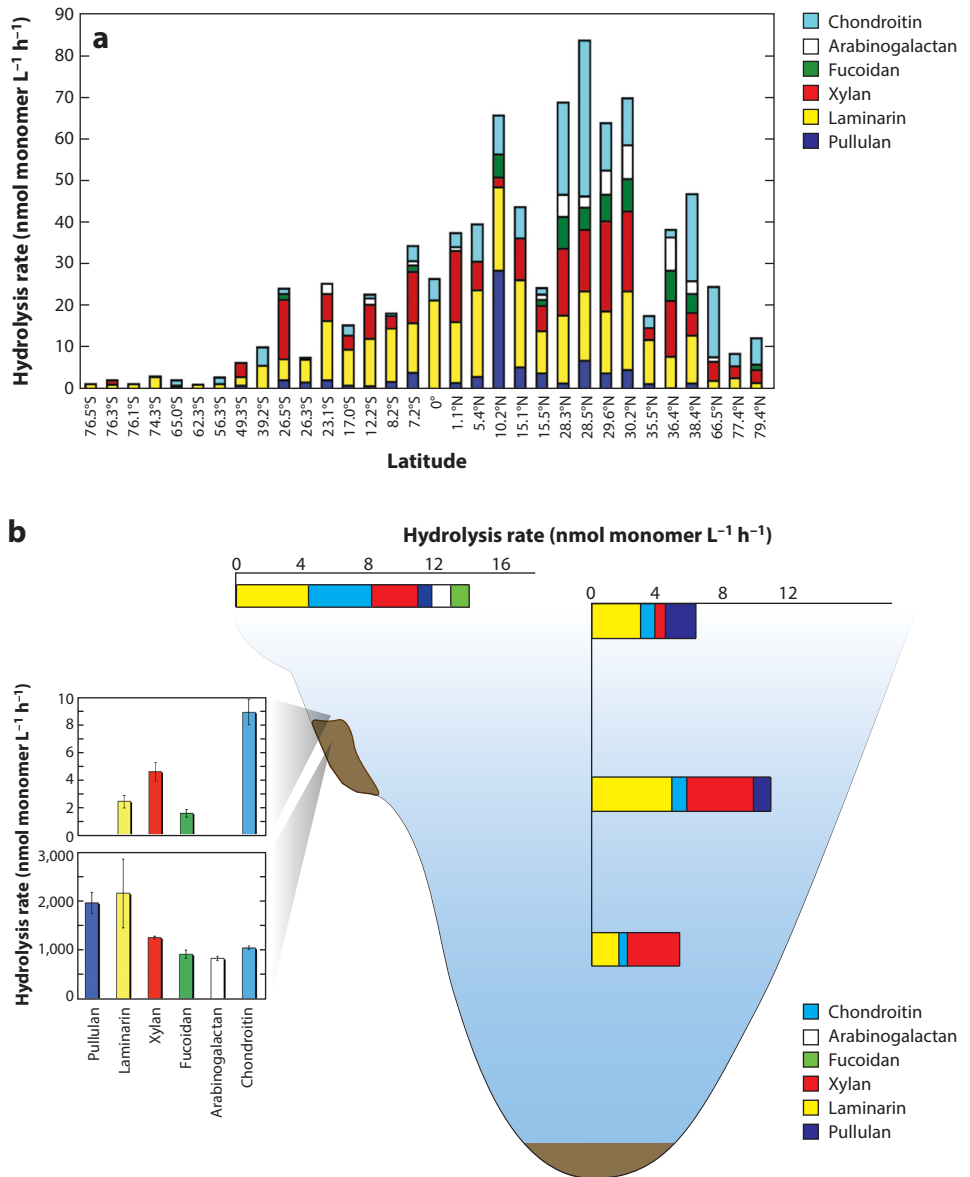 a
Hydrolysis rate (nmol monomer L⁻¹ h⁻¹)
90
80
70
60
50
40
30
20
10
0
76.5°S
76.3°S
76.1°S
74.3°S
65.0°S
62.3°S
56.3°S
49.3°S
39.2°S
26.5°S
26.3°S
23.1°S
17.0°S
12.2°S
8.2°S
7.2°S
0°
1.1°N
5.4°N
10.2°N
15.1°N
15.5°N
28.3°N
28.5°N
29.6°N
30.2°N
35.5°N
36.4°N
38.4°N
66.5°N
77.4°N
79.4°N
Latitude
Chondroitin
Arabinogalactan
Fucoidan
Xylan
Laminarin
Pullulan
b
Hydrolysis rate (nmol monomer L⁻¹ h⁻¹)
0 4 8 12 16
0 4 8 12
Hydrolysis rate (nmol monomer L⁻¹ h⁻¹)
10
8
6
4
2
0
3,000
2,000
1,000
0
Pullulan
Laminarin
Xylan
Fucoidan
Arabinogalactan
Chondroitin
Chondroitin
Arabinogalactan
Fucoidan
Xylan
Laminarin
Pullulan